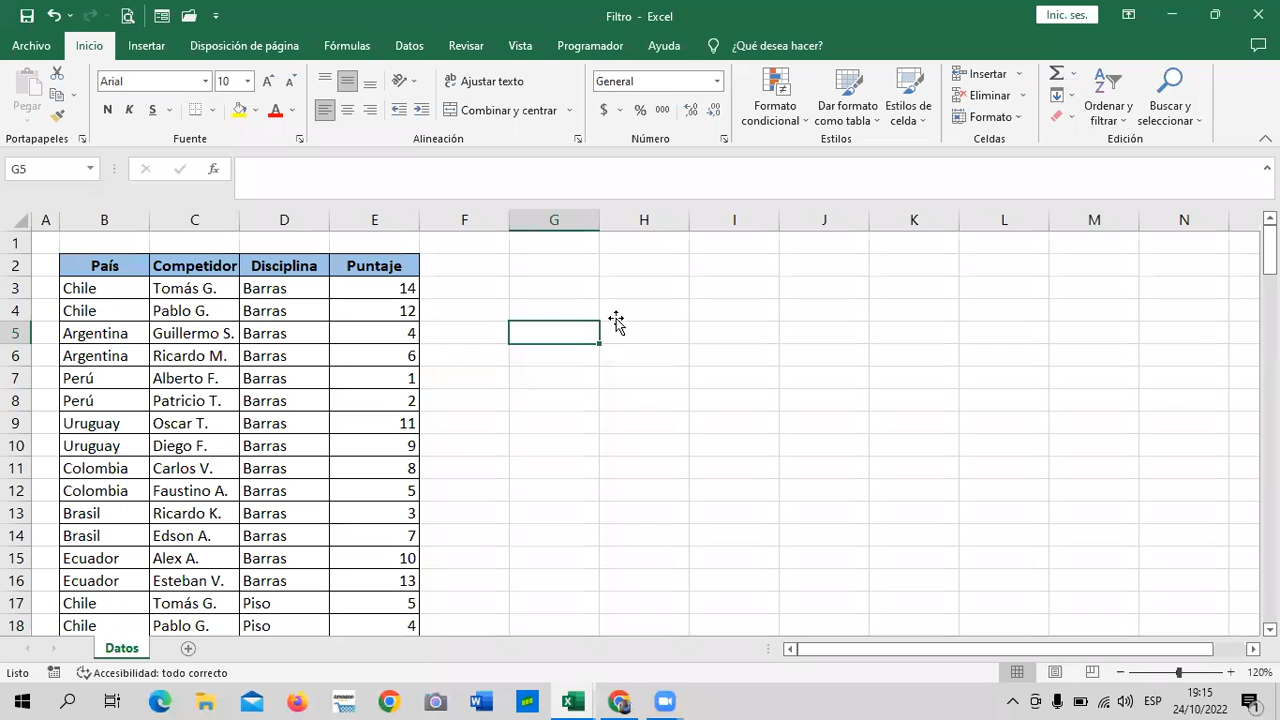 Filtro - Excel
Inic. ses.
Archivo Inicio Insertar Disposición de página Fórmulas Datos Revisar Vista Programador Ayuda ¿Qué desea hacer?
Pegar
Arial 10
N K S
Ajustar texto
Combinar y centrar
General
$ % 000
Formato condicional
Dar formato como tabla
Estilos de celda
Insertar
Eliminar
Formato
Ordenar y filtrar
Buscar y seleccionar
Portapapeles Fuente Alineación Número Estilos Celdas Edición
G5 fx
A B C D E F G H I J K L M N
1
2 País Competidor Disciplina Puntaje
3 Chile Tomás G. Barras 14
4 Chile Pablo G. Barras 12
5 Argentina Guillermo S. Barras 4
6 Argentina Ricardo M. Barras 6
7 Perú Alberto F. Barras 1
8 Perú Patricio T. Barras 2
9 Uruguay Oscar T. Barras 11
10 Uruguay Diego F. Barras 9
11 Colombia Carlos V. Barras 8
12 Colombia Faustino A. Barras 5
13 Brasil Ricardo K. Barras 3
14 Brasil Edson A. Barras 7
15 Ecuador Alex A. Barras 10
16 Ecuador Esteban V. Barras 13
17 Chile Tomás G. Piso 5
18 Chile Pablo G. Piso 4
Datos
Listo Accesibilidad: todo correcto 120%
ESP 19:15
24/10/2022